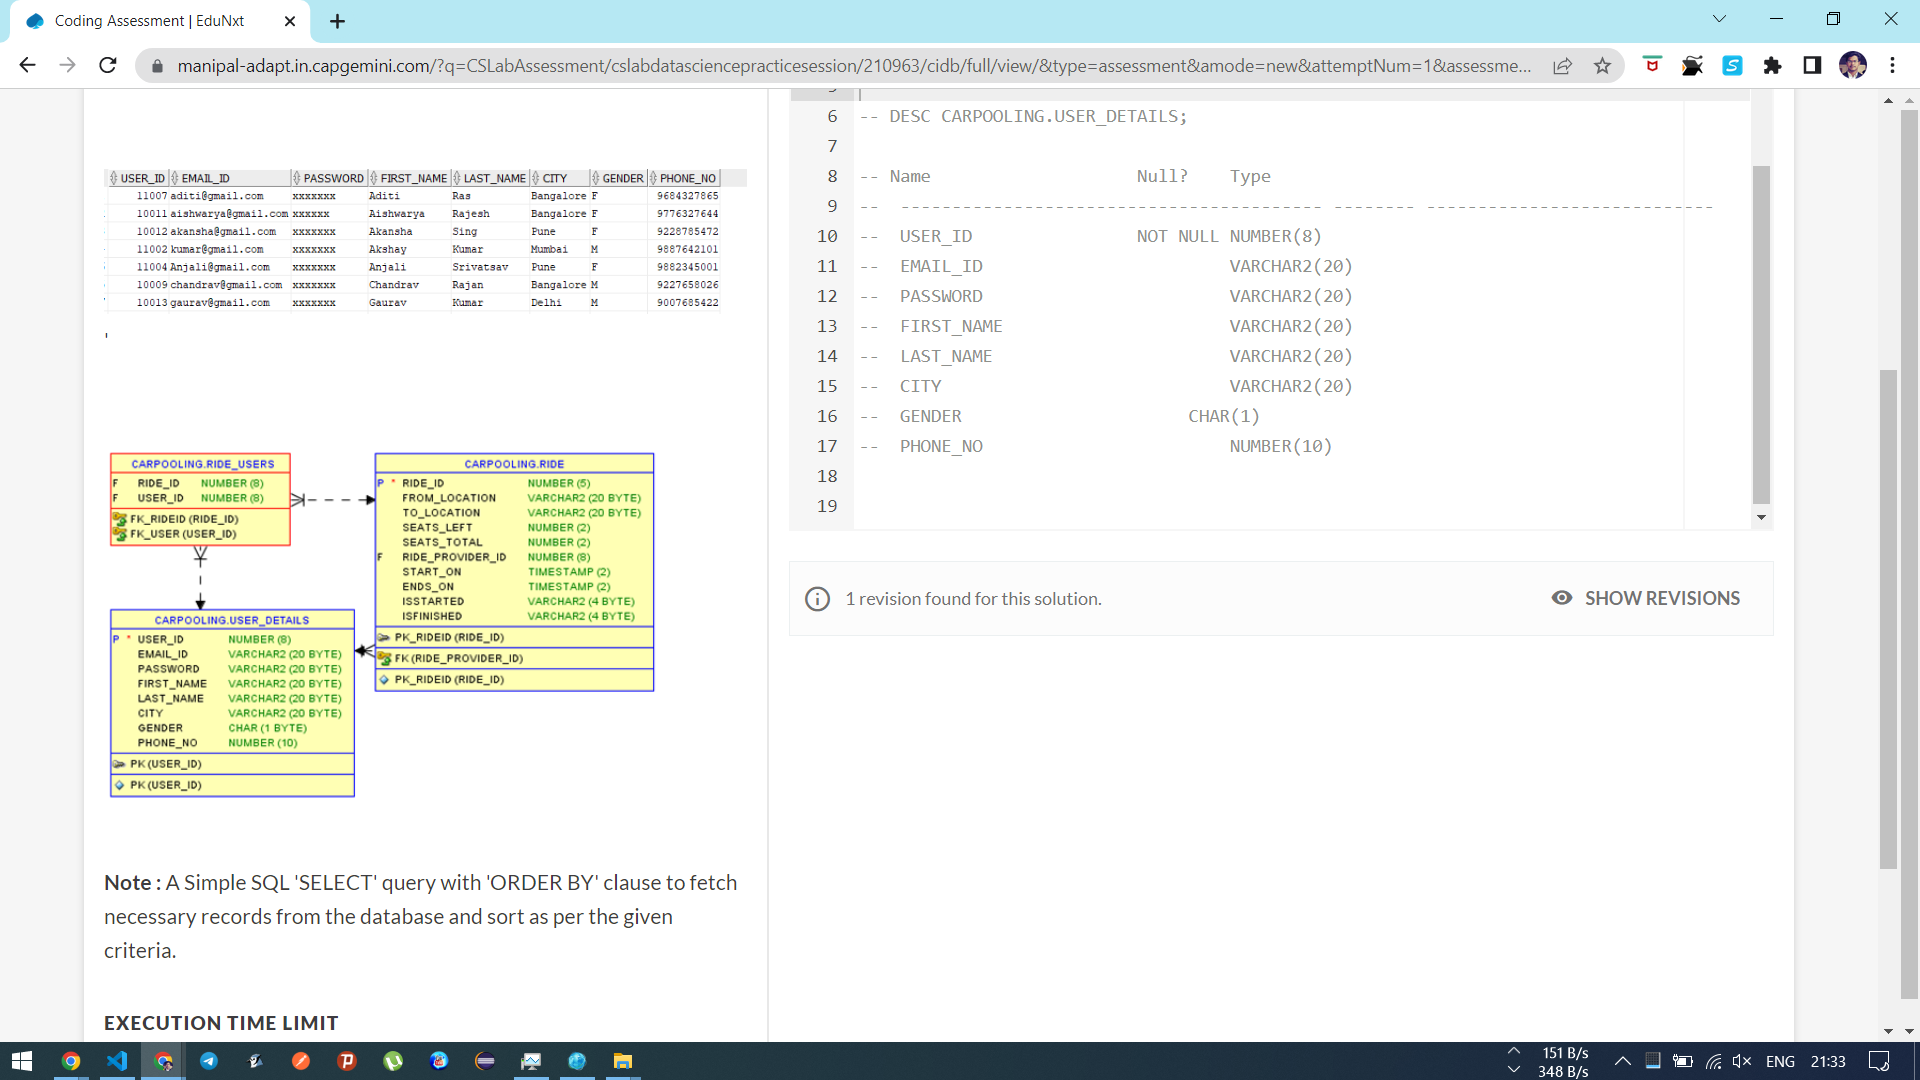 Coding Assessment | EduNxt
manipal-adapt.in.capgemini.com/?q=CSLabAssessment/cslabdatasciencepracticesession/210963/cidb/full/view/&type=assessment&amode=new&attemptNum=1&assessme...
USER_ID EMAIL_ID PASSWORD FIRST_NAME LAST_NAME CITY GENDER PHONE_NO
11007 aditi@gmail.com xxxxxxx Aditi Ras Bangalore F 9684327865
10011 aishwarya@gmail.com xxxxxx Aishwarya Rajesh Bangalore F 9776327644
10012 akansha@gmail.com xxxxxxx Akansha Sing Pune F 9228785472
11002 kumar@gmail.com xxxxxxx Akshay Kumar Mumbai M 9887642101
11004 Anjali@gmail.com xxxxxxx Anjali Srivatsav Pune F 9882345001
10009 chandrav@gmail.com xxxxxxx Chandrav Rajan Bangalore M 9227658026
10013 gaurav@gmail.com xxxxxxx Gaurav Kumar Delhi M 9007685422
'
CARPOOLING.RIDE_USERS
F RIDE_ID NUMBER (8)
F USER_ID NUMBER (8)
FK_RIDEID (RIDE_ID)
FK_USER (USER_ID)
CARPOOLING.RIDE
P * RIDE_ID NUMBER (5)
FROM_LOCATION VARCHAR2 (20 BYTE)
TO_LOCATION VARCHAR2 (20 BYTE)
SEATS_LEFT NUMBER (2)
SEATS_TOTAL NUMBER (2)
F RIDE_PROVIDER_ID NUMBER (8)
START_ON TIMESTAMP (2)
ENDS_ON TIMESTAMP (2)
ISSTARTED VARCHAR2 (4 BYTE)
ISFINISHED VARCHAR2 (4 BYTE)
PK_RIDEID (RIDE_ID)
FK (RIDE_PROVIDER_ID)
PK_RIDEID (RIDE_ID)
CARPOOLING.USER_DETAILS
P * USER_ID NUMBER (8)
EMAIL_ID VARCHAR2 (20 BYTE)
PASSWORD VARCHAR2 (20 BYTE)
FIRST_NAME VARCHAR2 (20 BYTE)
LAST_NAME VARCHAR2 (20 BYTE)
CITY VARCHAR2 (20 BYTE)
GENDER CHAR (1 BYTE)
PHONE_NO NUMBER (10)
PK (USER_ID)
PK (USER_ID)
Note : A Simple SQL 'SELECT' query with 'ORDER BY' clause to fetch
necessary records from the database and sort as per the given
criteria.
EXECUTION TIME LIMIT
6 -- DESC CARPOOLING.USER_DETAILS;
7
8 -- Name Null? Type
9 -- ----------------------------------------- -------- ----------------------------
10 -- USER_ID NOT NULL NUMBER(8)
11 -- EMAIL_ID VARCHAR2(20)
12 -- PASSWORD VARCHAR2(20)
13 -- FIRST_NAME VARCHAR2(20)
14 -- LAST_NAME VARCHAR2(20)
15 -- CITY VARCHAR2(20)
16 -- GENDER CHAR(1)
17 -- PHONE_NO NUMBER(10)
18
19
1 revision found for this solution.
SHOW REVISIONS
151 B/s
348 B/s
ENG 21:33